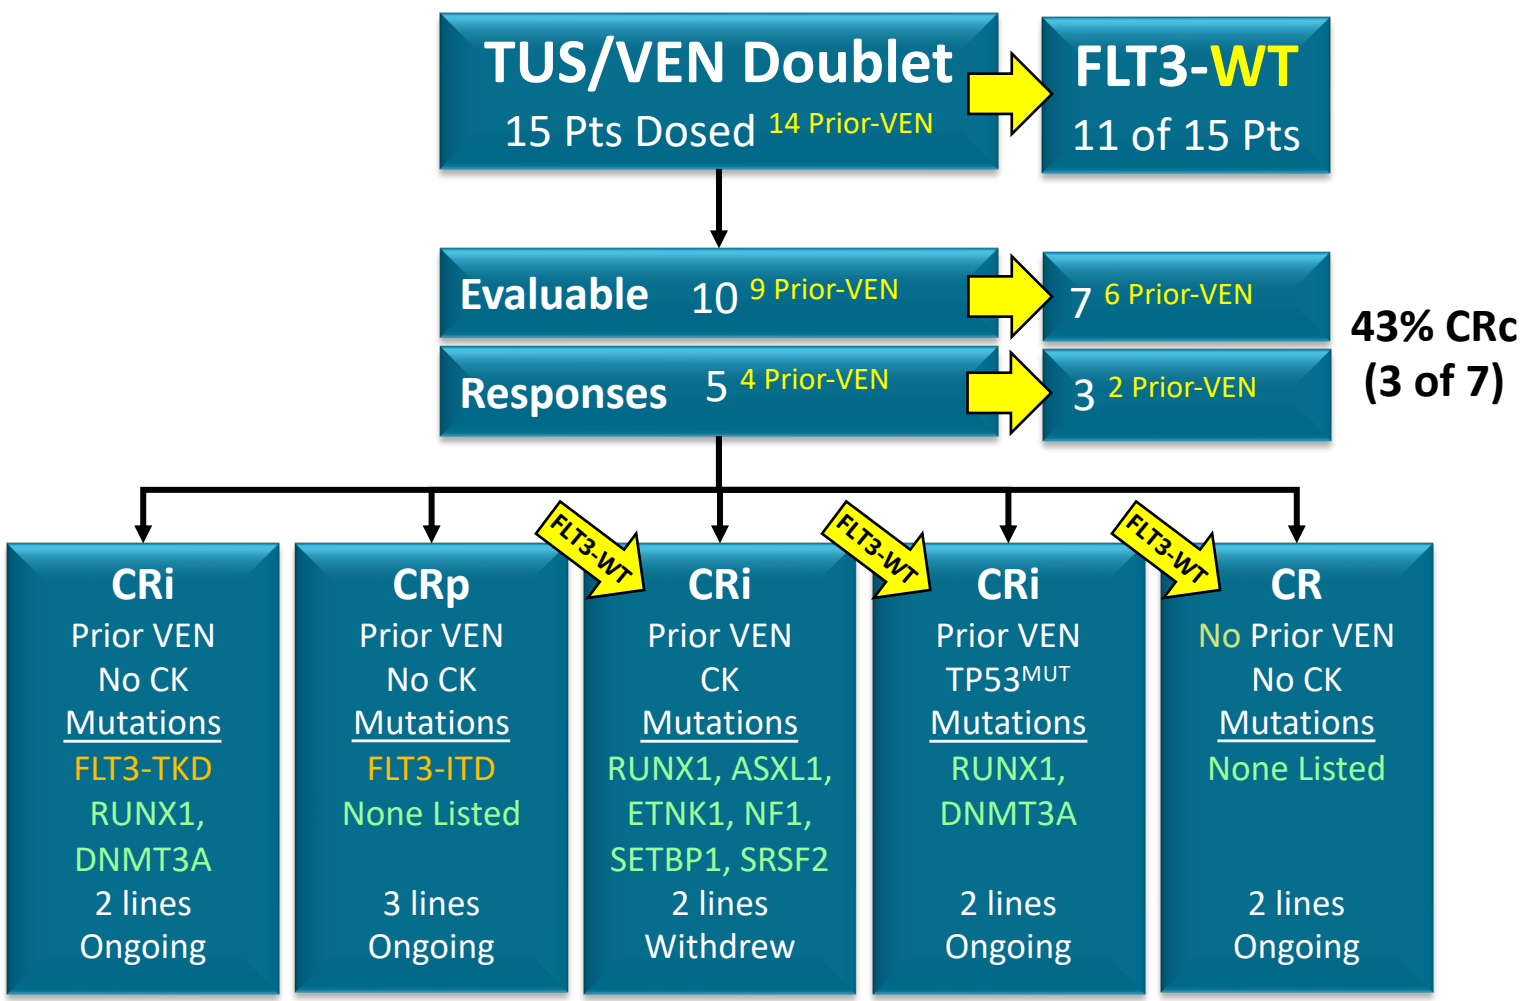 TUS/VEN Doublet
15 Pts Dosed 14 Prior-VEN
FLT3-WT
11 of 15 Pts
Evaluable 10 9 Prior-VEN
7 6 Prior-VEN
Responses 5 4 Prior-VEN
3 2 Prior-VEN
43% CRc
(3 of 7)
CRi
Prior VEN
No CK
Mutations
FLT3-TKD
RUNX1,
DNMT3A
2 lines
Ongoing
CRp
Prior VEN
No CK
Mutations
FLT3-ITD
None Listed
3 lines
Ongoing
FLT3-WT
CRi
Prior VEN
CK
Mutations
RUNX1, ASXL1,
ETNK1, NF1,
SETBP1, SRSF2
2 lines
Withdrew
FLT3-WT
CRi
Prior VEN
TP53MUT
Mutations
RUNX1,
DNMT3A
2 lines
Ongoing
FLT3-WT
CR
No Prior VEN
No CK
Mutations
None Listed
2 lines
Ongoing